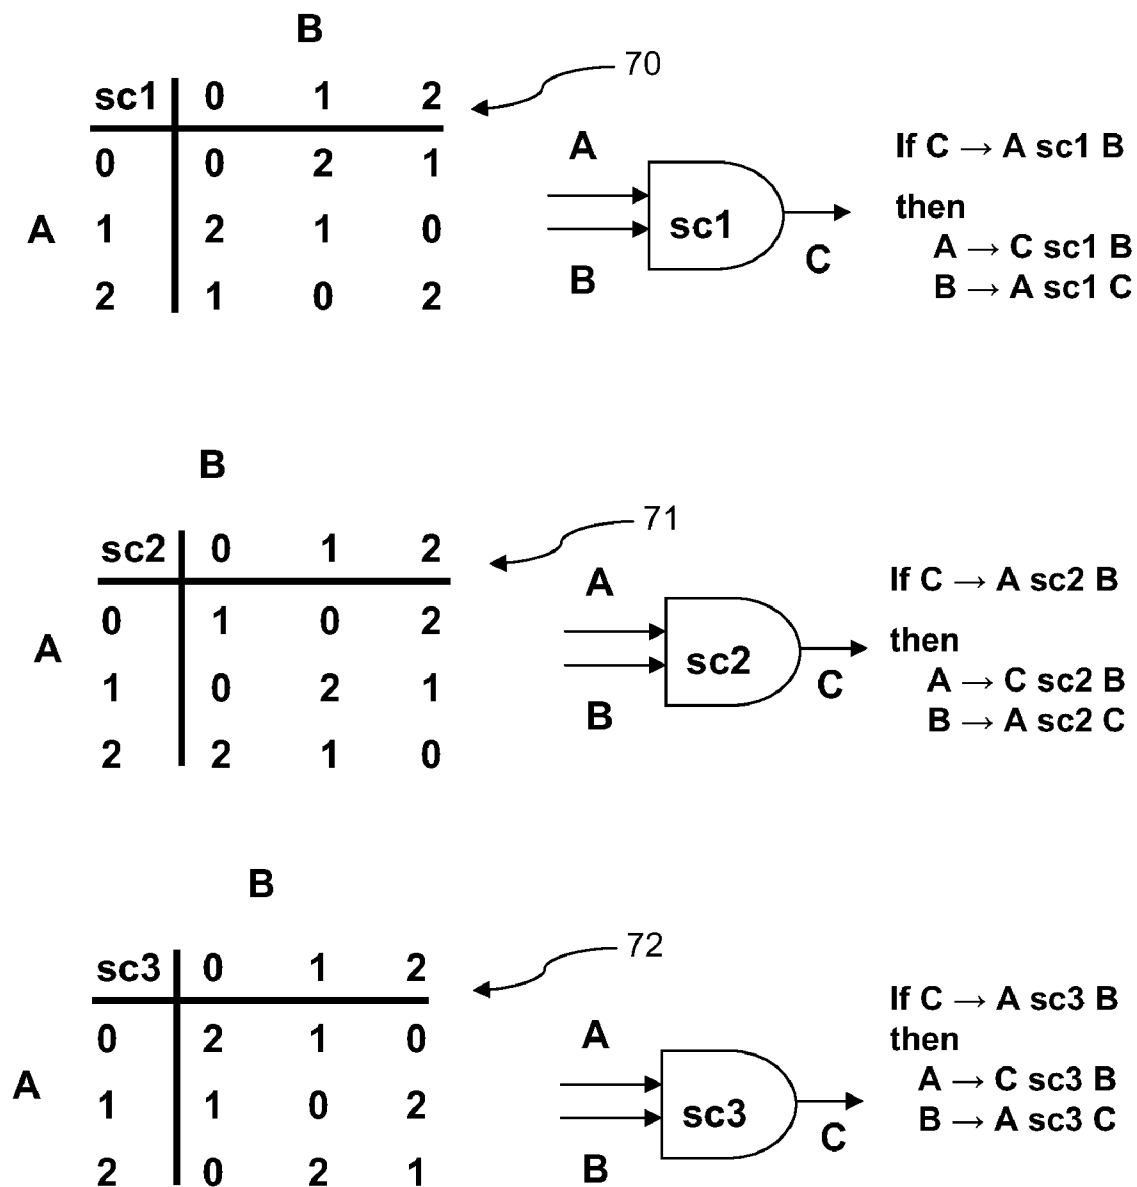 B
70
sc1 0 1 2
0 0 2 1
A 1 2 1 0
2 1 0 2
A
B
sc1
C
If C → A sc1 B
then
A → C sc1 B
B → A sc1 C
B
71
sc2 0 1 2
0 1 0 2
A
1 0 2 1
2 2 1 0
A
B
sc2
C
If C → A sc2 B
then
A → C sc2 B
B → A sc2 C
B
72
sc3 0 1 2
0 2 1 0
A
1 1 0 2
2 0 2 1
A
B
sc3
C
If C → A sc3 B
then
A → C sc3 B
B → A sc3 C